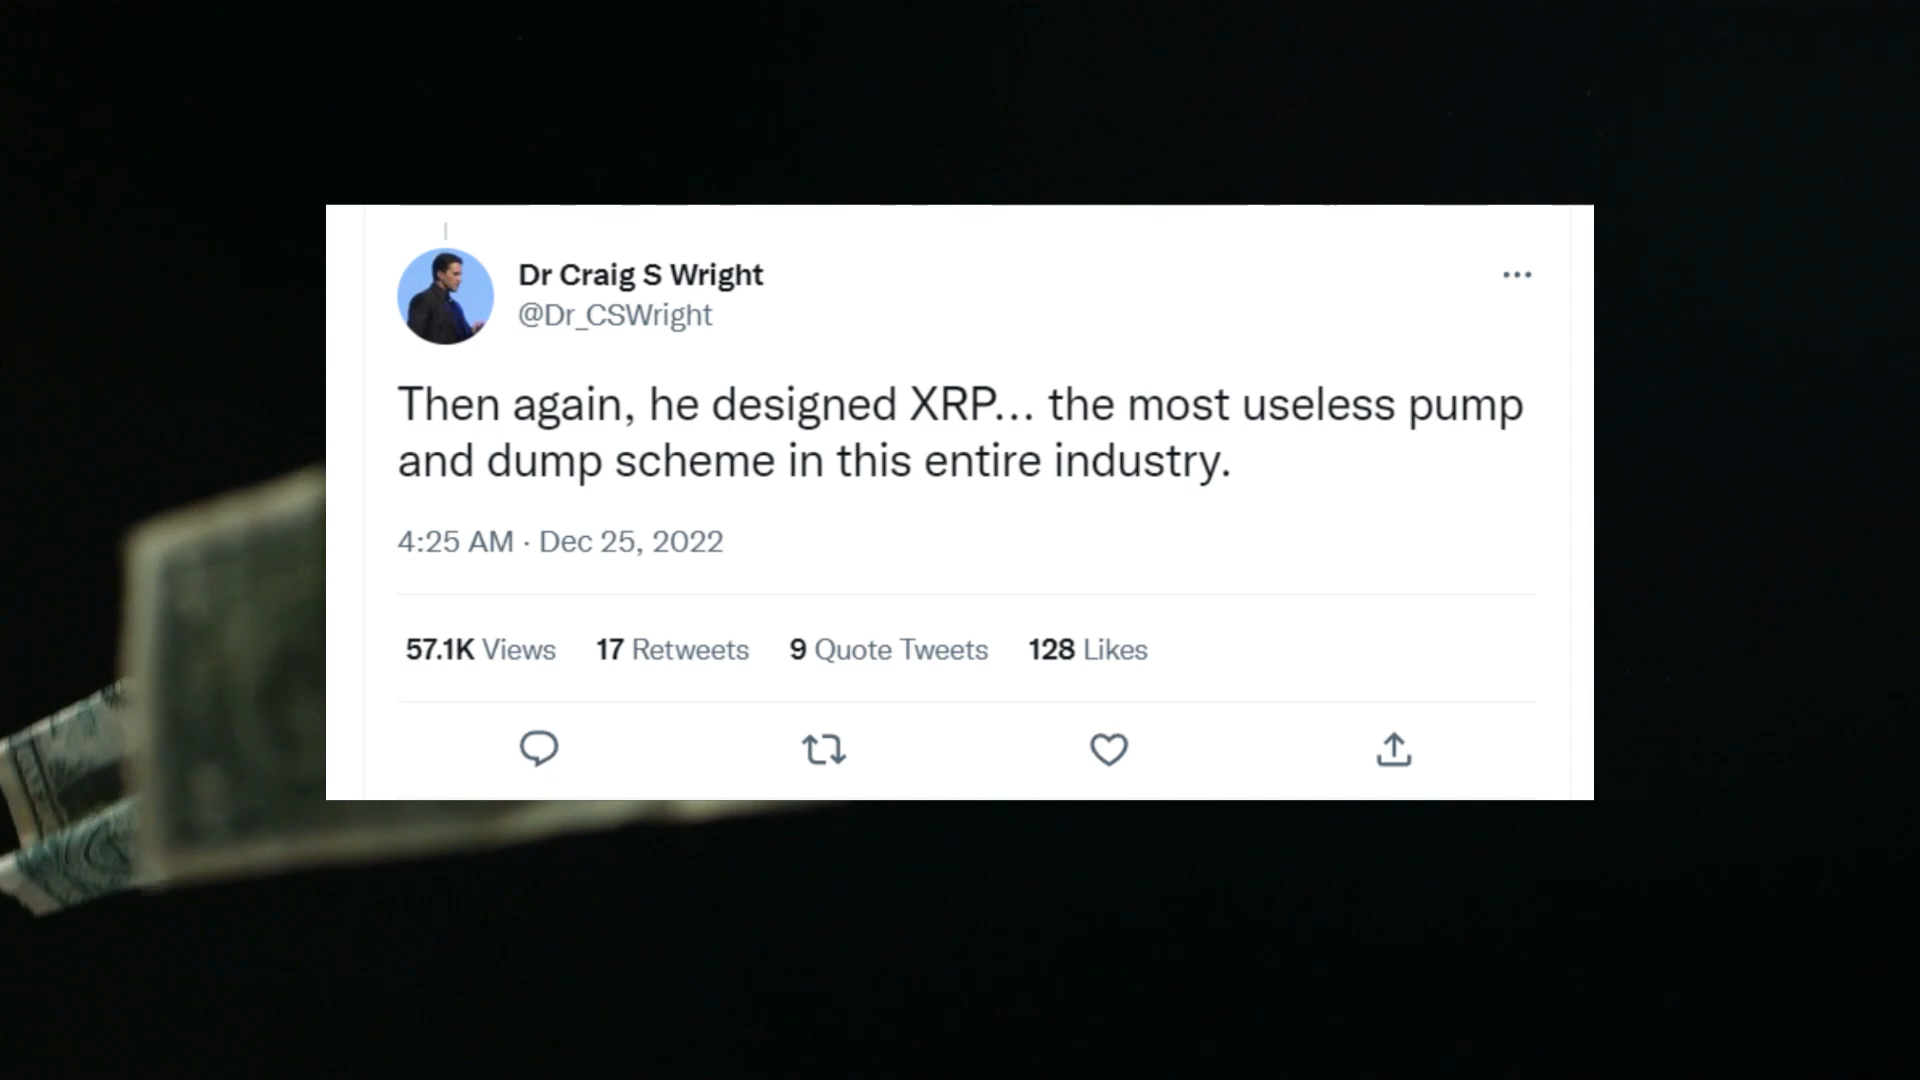 Dr Craig S Wright
@Dr_CSWright
Then again, he designed XRP... the most useless pump
and dump scheme in this entire industry.
4:25 AM · Dec 25, 2022
57.1K Views 17 Retweets 9 Quote Tweets 128 Likes